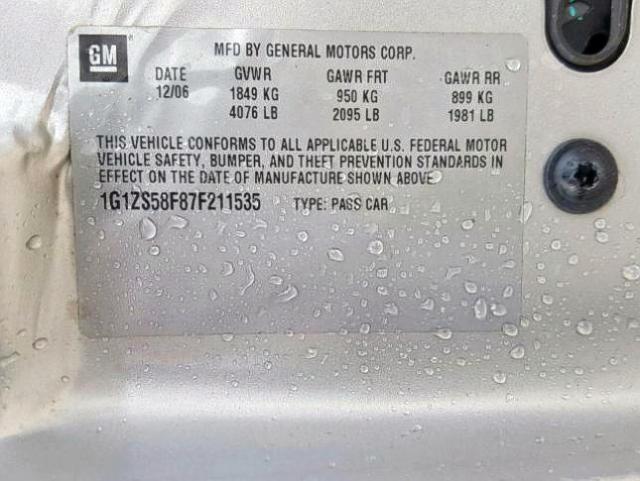 GM MFD BY GENERAL MOTORS CORP.
DATE GVWR GAWR FRT GAWR RR
12/06 1849 KG 950 KG 899 KG
4076 LB 2095 LB 1981 LB
THIS VEHICLE CONFORMS TO ALL APPLICABLE U.S. FEDERAL MOTOR
VEHICLE SAFETY, BUMPER, AND THEFT PREVENTION STANDARDS IN
EFFECT ON THE DATE OF MANUFACTURE SHOWN ABOVE
1G1ZS58F87F211535 TYPE: PASS CAR